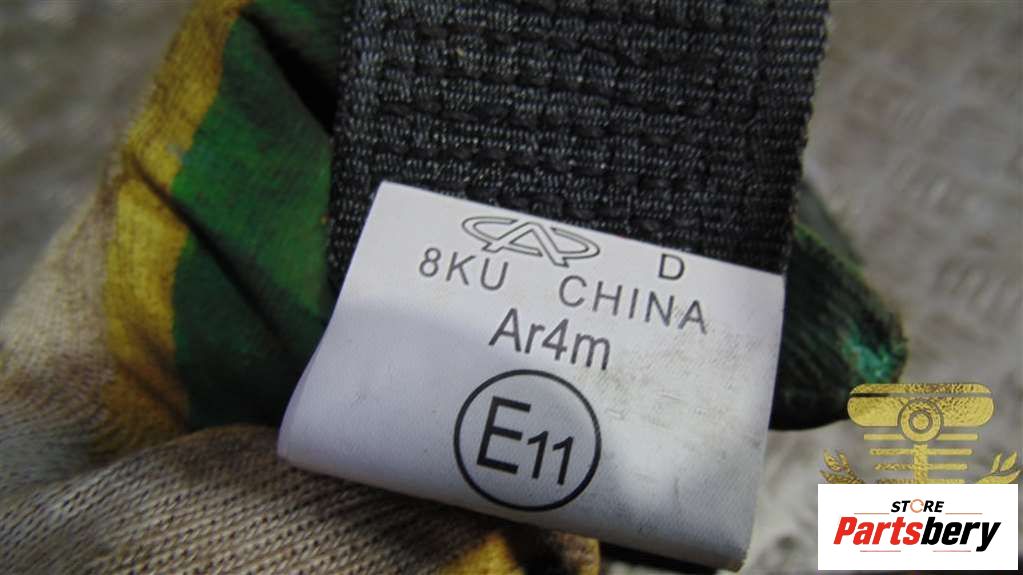 D
8KU CHINA
Ar4m
E11
STORE
Partsbery